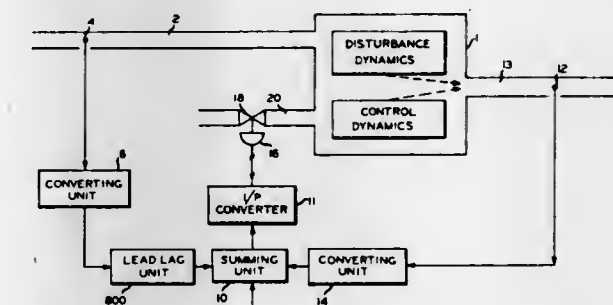 4
2
DISTURBANCE
DYNAMICS
1
13
12
18
20
CONTROL
DYNAMICS
16
6
CONVERTING
UNIT
I/P
CONVERTER
11
LEAD LAG
UNIT
SUMMING
UNIT
CONVERTING
UNIT
800
10
14